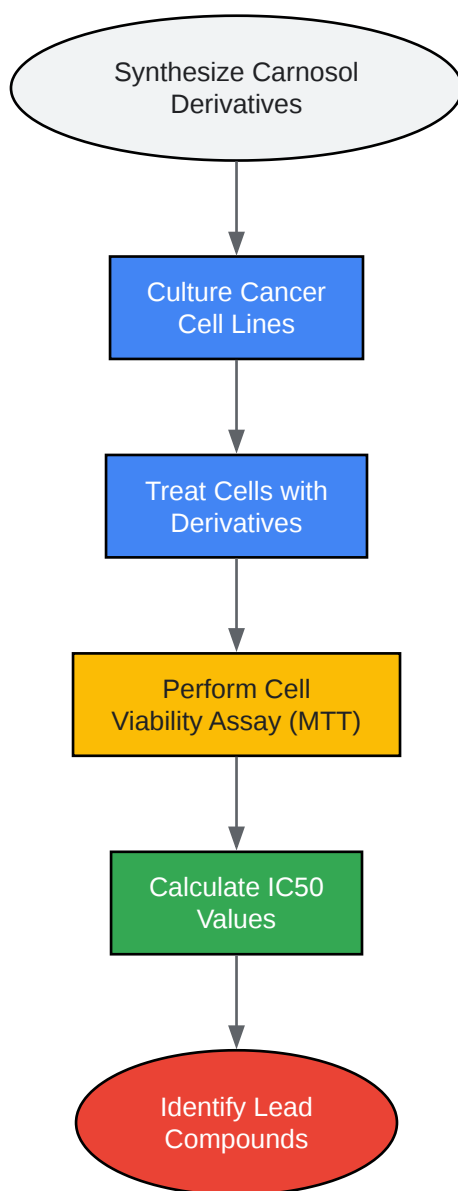 Synthesize Carnosol
Derivatives
Culture Cancer
Cell Lines
Treat Cells with
Derivatives
Perform Cell
Viability Assay (MTT)
Calculate IC50
Values
Identify Lead
Compounds